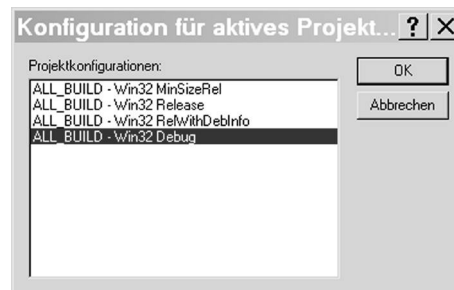 Konfiguration für aktives Projekt...
Projektkonfigurationen:
ALL_BUILD - Win32 MinSizeRel
ALL_BUILD - Win32 Release
ALL_BUILD - Win32 RelWithDebInfo
ALL_BUILD - Win32 Debug
OK
Abbrechen